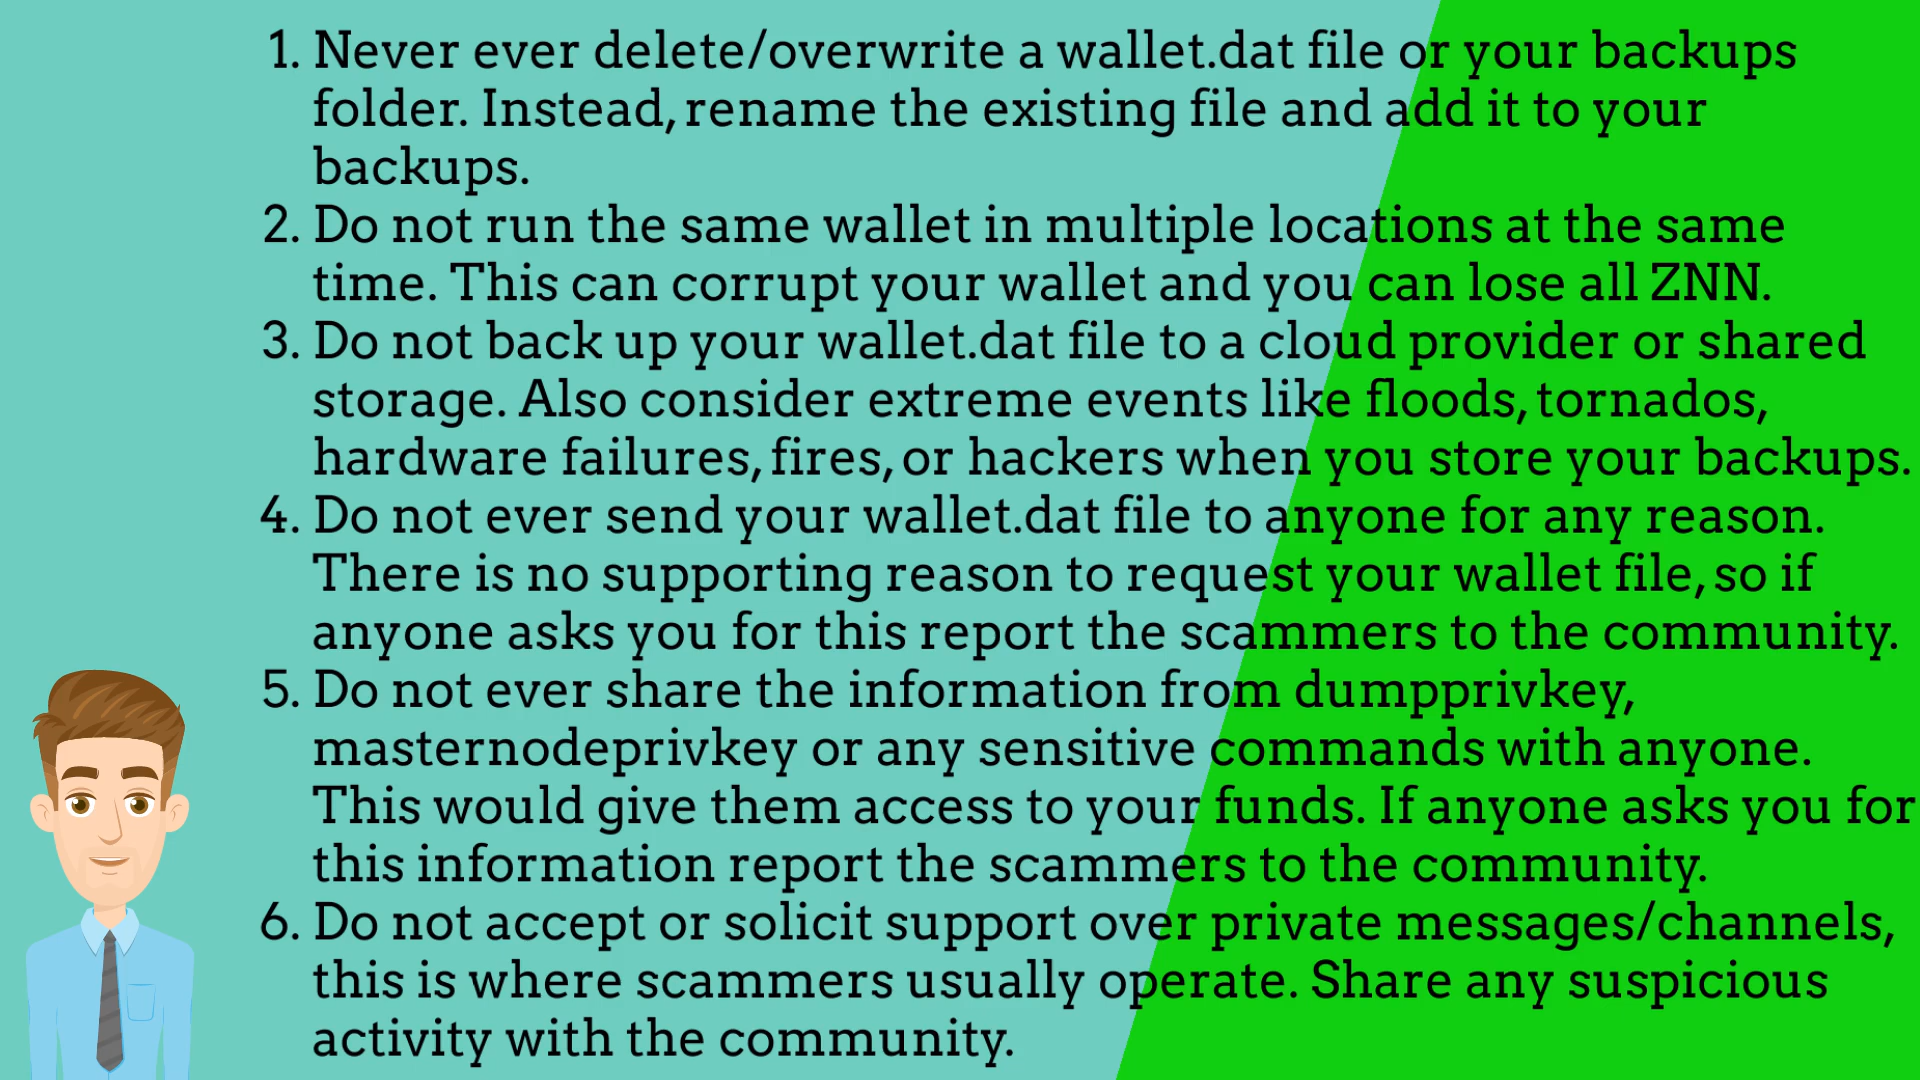 1. Never ever delete/overwrite a wallet.dat file or your backups
folder. Instead, rename the existing file and add it to your
backups.
2. Do not run the same wallet in multiple locations at the same
time. This can corrupt your wallet and you can lose all ZNN.
3. Do not back up your wallet.dat file to a cloud provider or shared
storage. Also consider extreme events like floods, tornados,
hardware failures, fires, or hackers when you store your backups.
4. Do not ever send your wallet.dat file to anyone for any reason.
There is no supporting reason to request your wallet file, so if
anyone asks you for this report the scammers to the community.
5. Do not ever share the information from dumpprivkey,
masternodeprivkey or any sensitive commands with anyone.
This would give them access to your funds. If anyone asks you for
this information report the scammers to the community.
6. Do not accept or solicit support over private messages/channels,
this is where scammers usually operate. Share any suspicious
activity with the community.